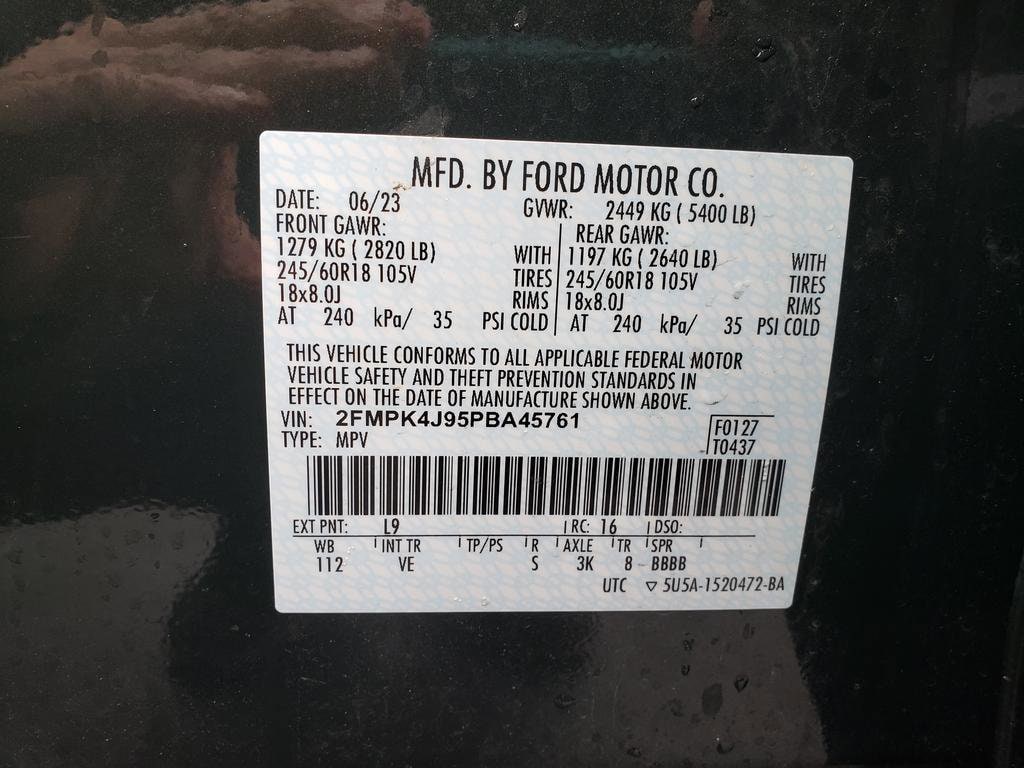 MFD. BY FORD MOTOR CO.
DATE: 06/23 GVWR: 2449 KG ( 5400 LB)
FRONT GAWR: REAR GAWR:
1279 KG ( 2820 LB) WITH 1197 KG ( 2640 LB) WITH
245/60R18 105V TIRES 245/60R18 105V TIRES
18x8.0J RIMS 18x8.0J RIMS
AT 240 kPa/ 35 PSI COLD AT 240 kPa/ 35 PSI COLD
THIS VEHICLE CONFORMS TO ALL APPLICABLE FEDERAL MOTOR
VEHICLE SAFETY AND THEFT PREVENTION STANDARDS IN
EFFECT ON THE DATE OF MANUFACTURE SHOWN ABOVE.
VIN: 2FMPK4J95PBA45761 F0127
TYPE: MPV T0437
EXT PNT: L9 RC: 16 DSO:
WB INT TR TP/PS R AXLE TR SPR
112 VE S 3K 8 BBBB
UTC ▽ 5U5A-1520472-BA